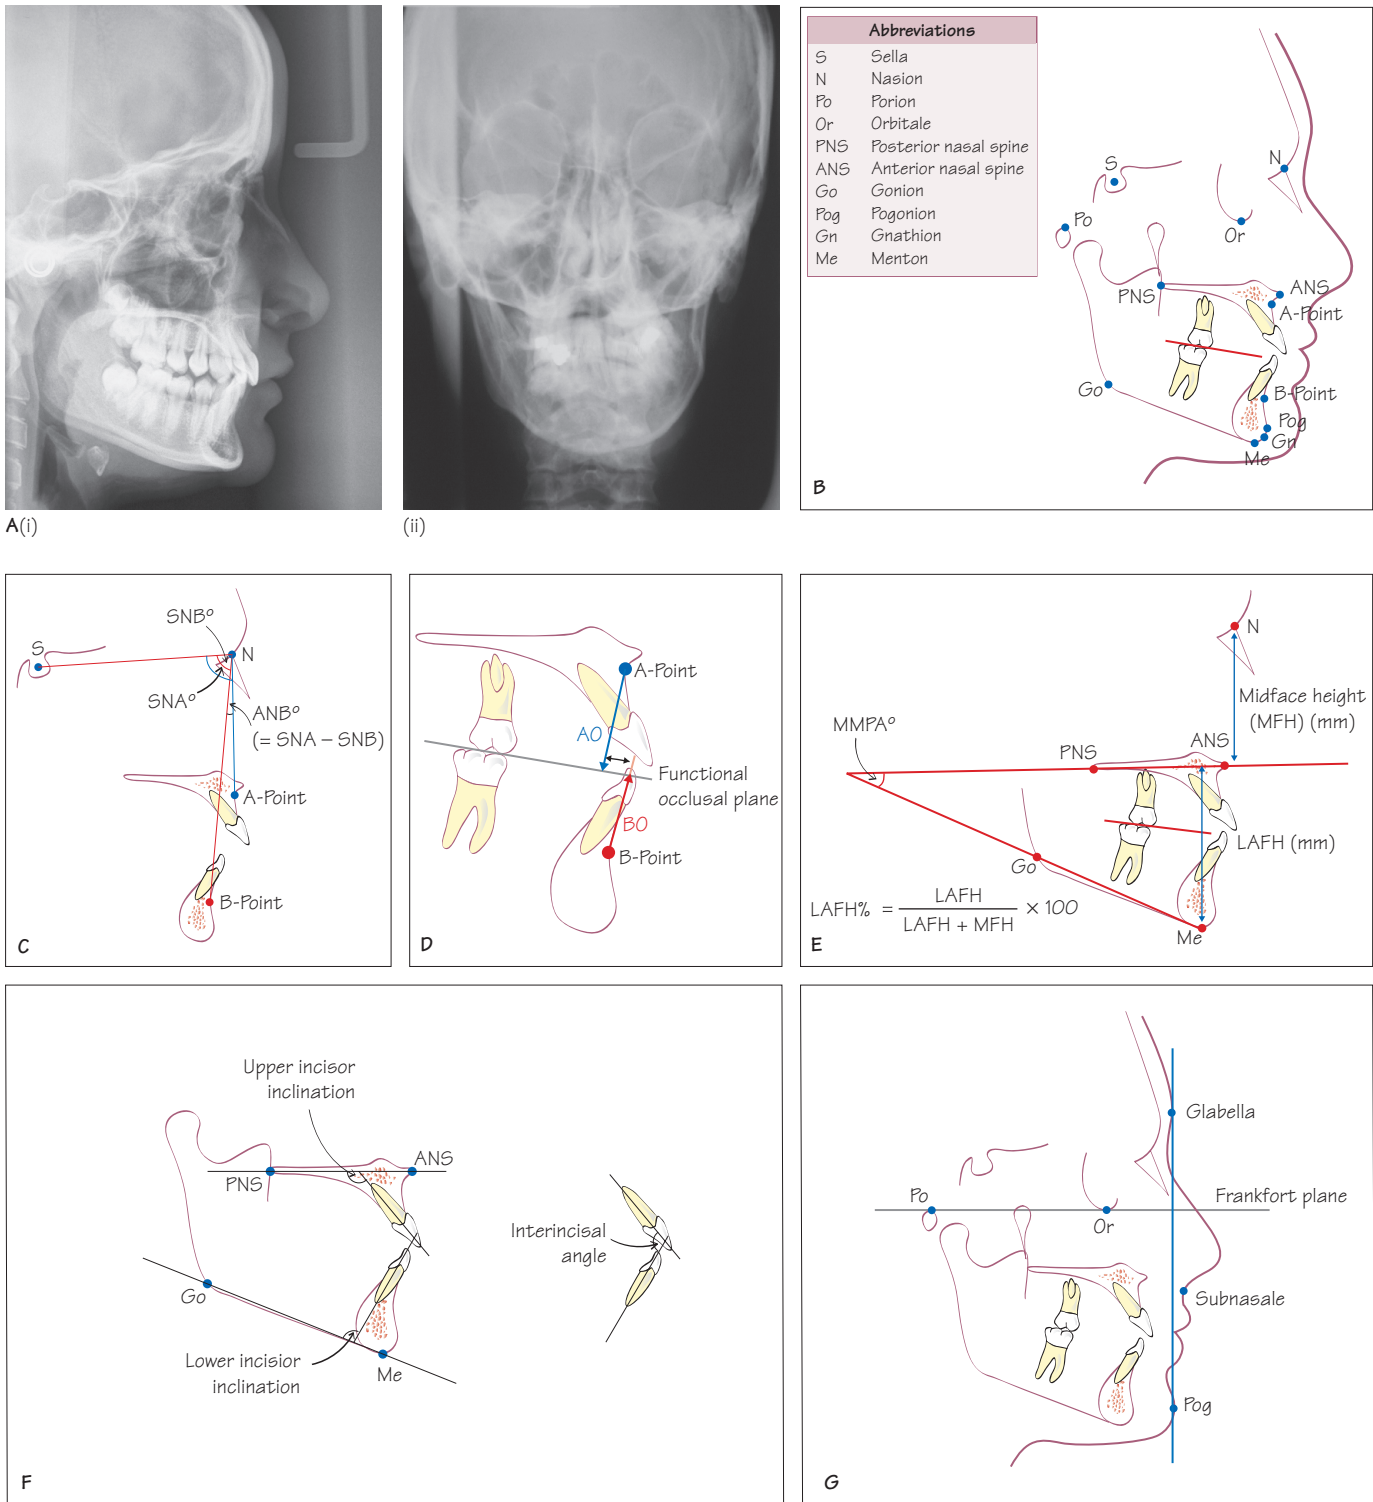 A(i)
(ii)
Abbreviations
S Sella
N Nasion
Po Porion
Or Orbitale
PNS Posterior nasal spine
ANS Anterior nasal spine
Go Gonion
Pog Pogonion
Gn Gnathion
Me Menton
S
N
Po
Or
PNS
ANS
A-Point
Go
B-Point
Pog
Gn
Me
B
SNBº
S
N
SNAº
ANBº
(= SNA – SNB)
A-Point
B-Point
C
A-Point
AO
Functional
occlusal plane
BO
B-Point
D
N
Midface height
(MFH) (mm)
MMPAº
PNS
ANS
LAFH (mm)
Go
LAFH% = LAFH / LAFH + MFH × 100
Me
E
Upper incisor
inclination
ANS
PNS
Interincisal
angle
Go
Lower incisior
inclination
Me
F
Glabella
Po
Frankfort plane
Or
Subnasale
Pog
G